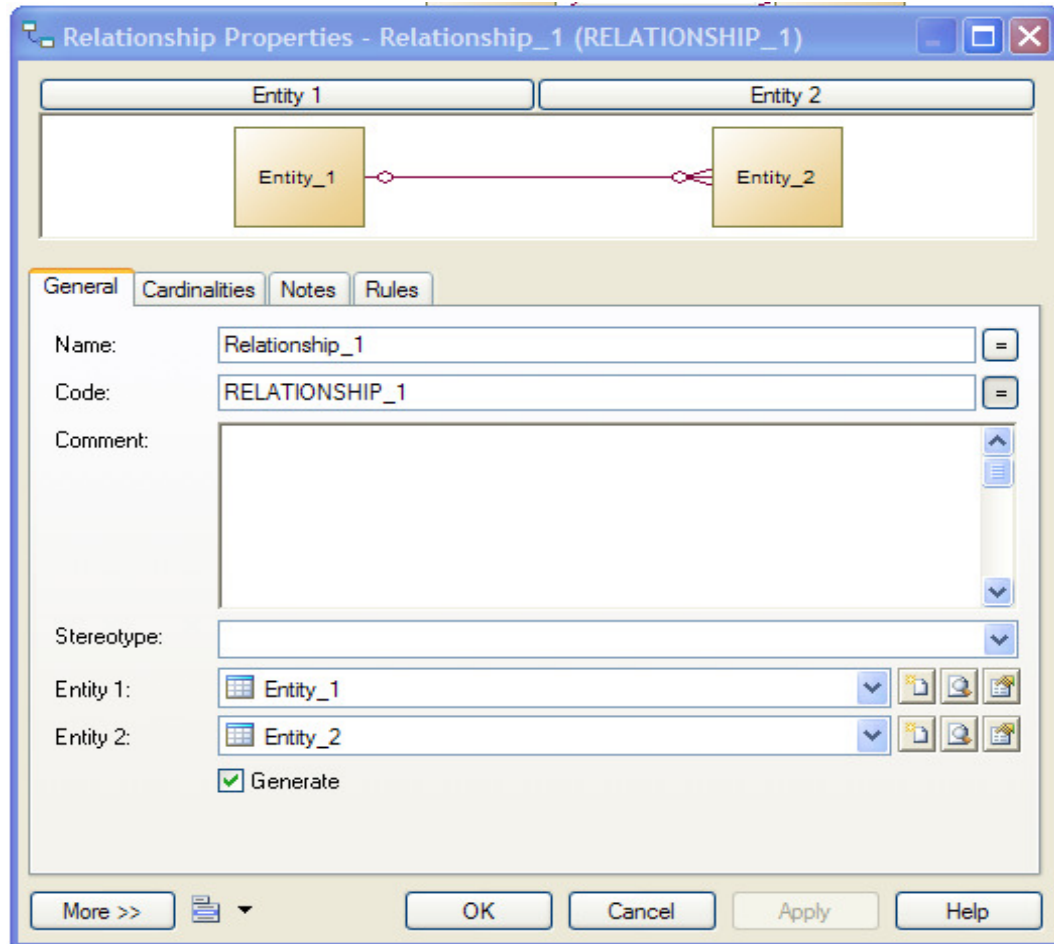 Relationship Properties - Relationship_1 (RELATIONSHIP_1)
Entity 1 Entity 2
Entity_1 Entity_2
General Cardinalities Notes Rules
Name: Relationship_1 =
Code: RELATIONSHIP_1 =
Comment:
Stereotype:
Entity 1: Entity_1
Entity 2: Entity_2
Generate
More >> OK Cancel Apply Help